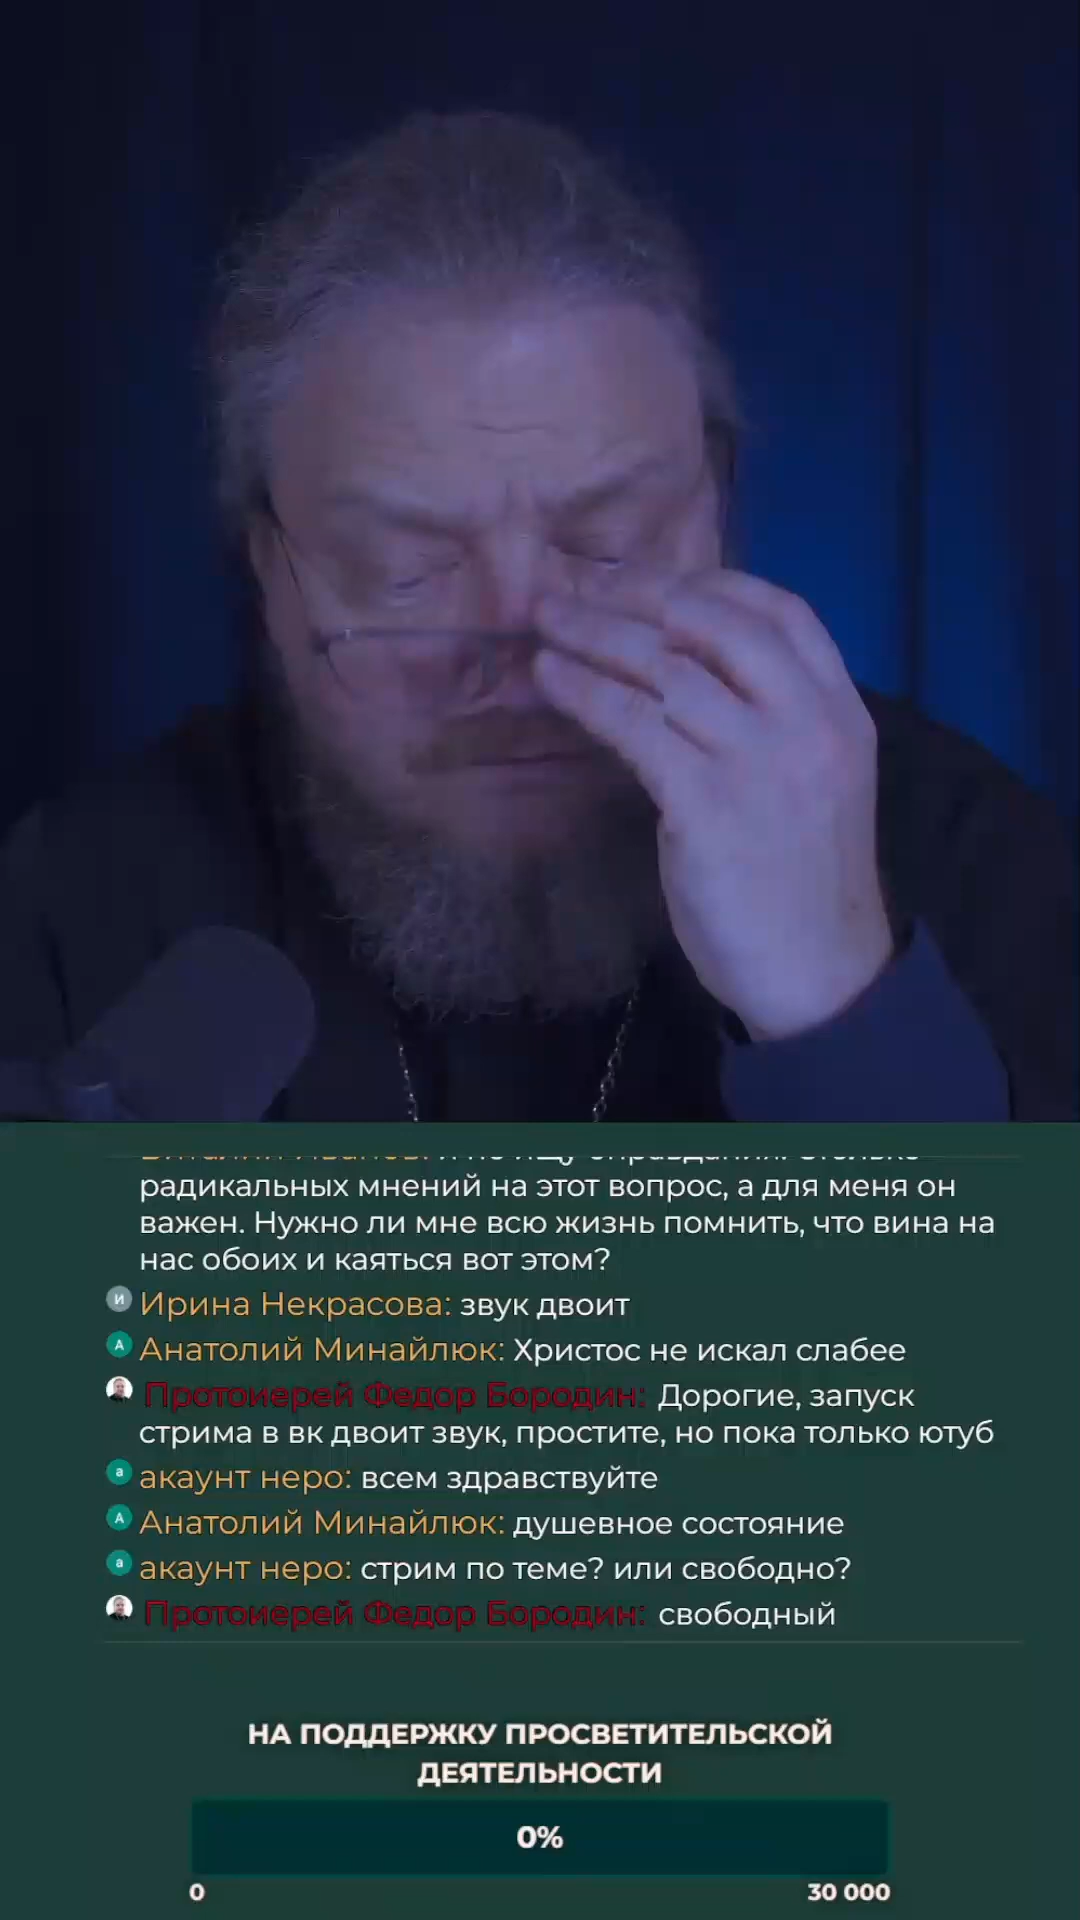 радикальных мнений на этот вопрос, а для меня он
важен. Нужно ли мне всю жизнь помнить, что вина на
нас обоих и каяться вот этом?
И Ирина Некрасова: звук двоит
А Анатолий Минайлюк: Христос не искал слабее
Протоиерей Федор Бородин: Дорогие, запуск
стрима в вк двоит звук, простите, но пока только ютуб
а акаунт неро: всем здравствуйте
А Анатолий Минайлюк: душевное состояние
а акаунт неро: стрим по теме? или свободно?
Протоиерей Федор Бородин: свободный
НА ПОДДЕРЖКУ ПРОСВЕТИТЕЛЬСКОЙ
ДЕЯТЕЛЬНОСТИ
0%
0 30 000